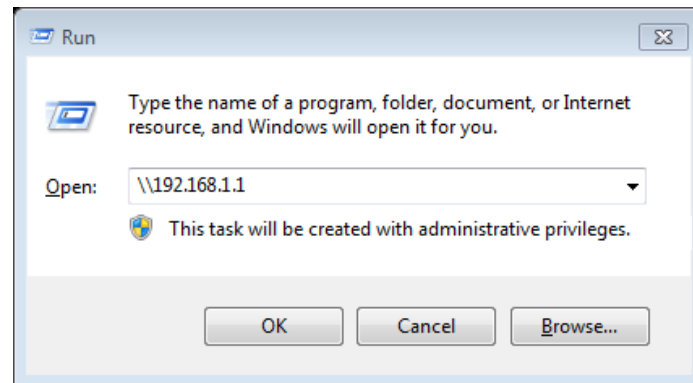 Run
Type the name of a program, folder, document, or Internet
resource, and Windows will open it for you.
Open: \\192.168.1.1
This task will be created with administrative privileges.
OK Cancel Browse...